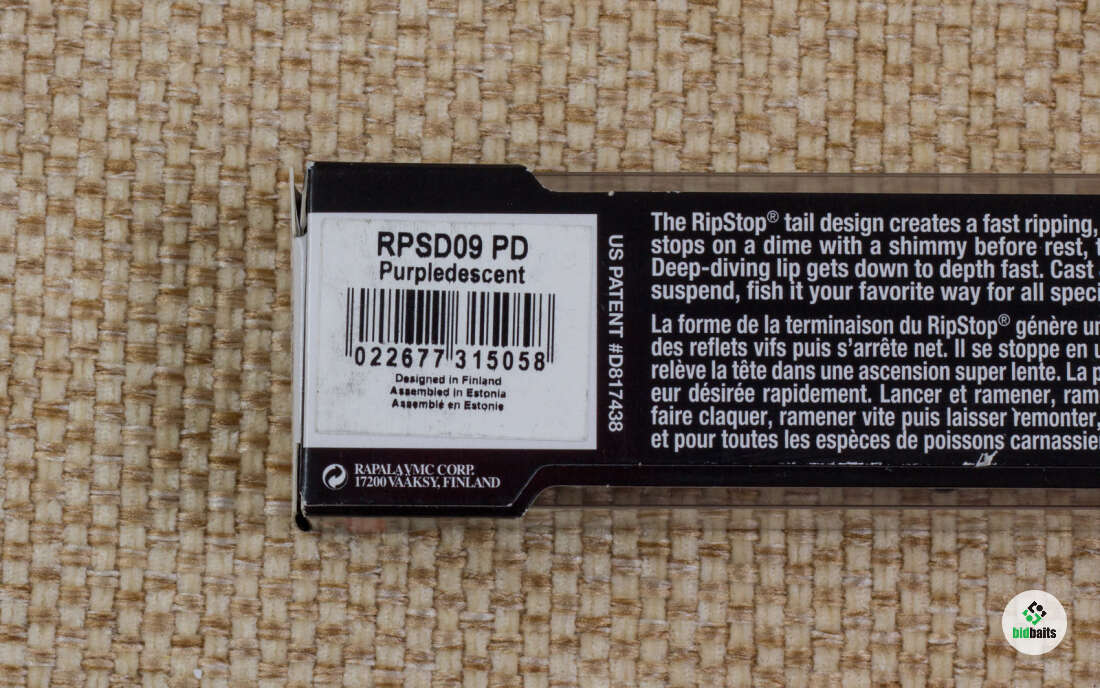 RPSD09 PD
Purpledescent
022677 315058
Designed in Finland
Assembled in Estonia
Assemblé en Estonie
RAPALA VMC CORP.
17200 VÄÄKSY, FINLAND
US PATENT #D817438
The RipStop® tail design creates a fast ripping,
stops on a dime with a shimmy before rest,
Deep-diving lip gets down to depth fast. Cast
suspend, fish it your favorite way for all speci
La forme de la terminaison du RipStop® génère un
des reflets vifs puis s’arrête net. Il se stoppe en
relève la tête dans une ascension super lente. La p
eur désirée rapidement. Lancer et ramener, ram
faire claquer, ramener vite puis laisser remonter,
et pour toutes les espèces de poissons carnassie
bidbaits